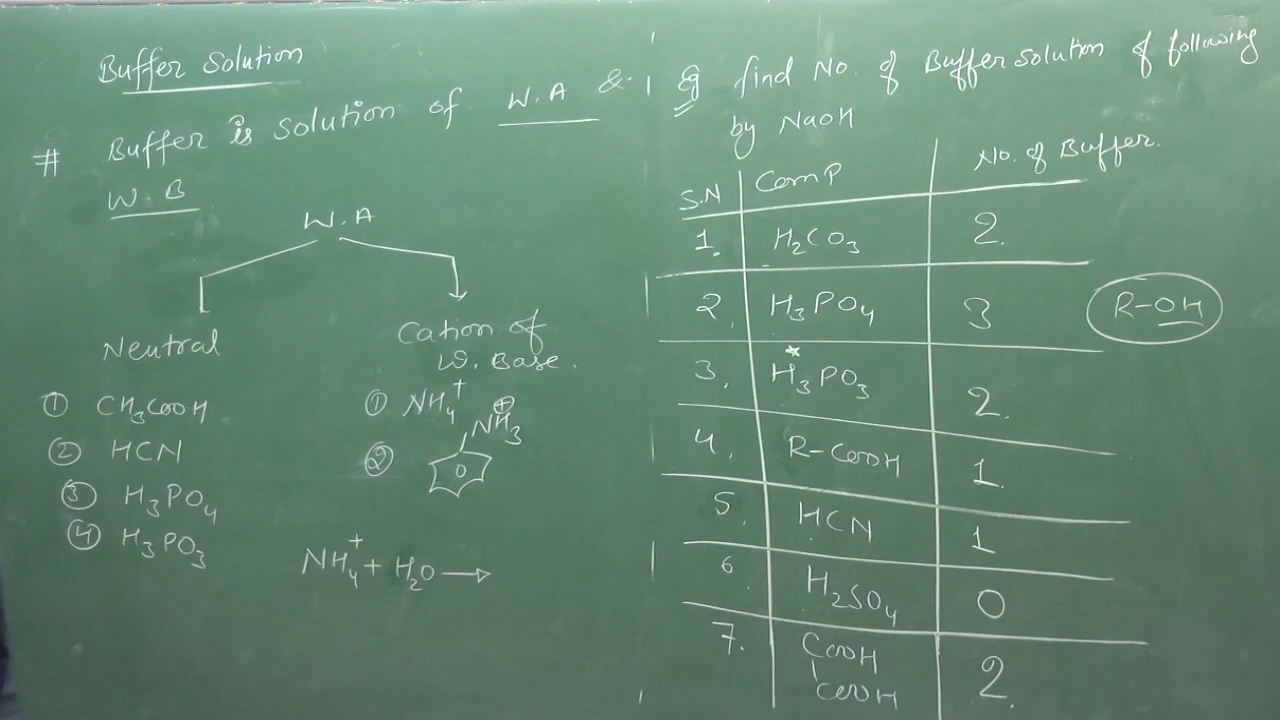 Buffer Solution
# Buffer is solution of W.A &
W.B
W.A
Neutral
Cation of
W. Base.
① CH₃COOH
② HCN
③ H₃PO₄
④ H₃PO₃
① NH₄⁺
② NH₃⊕
NH₄⁺ + H₂O →
Eg find No. of Buffer solution of following
by NaOH
S.N Comp No. of Buffer.
1. H₂CO₃ 2.
2. H₃PO₄ 3
R-OH
3. H₃*PO₃ 2.
4. R-COOH 1.
5. HCN 1
6 H₂SO₄ 0
7. COOH
COOH 2.